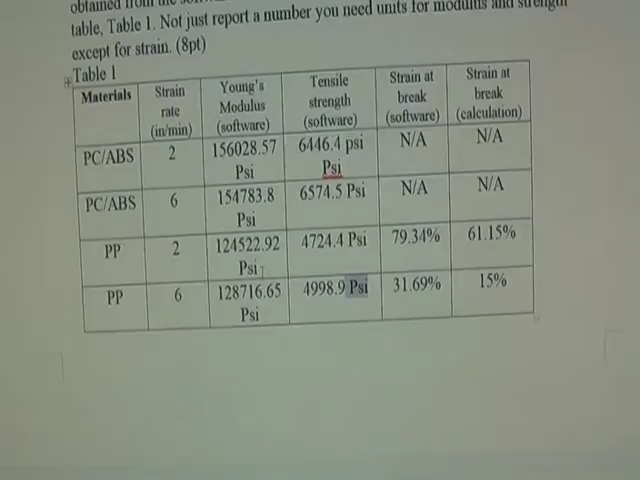 obtained from the
table, Table 1. Not just report a number you need units for modulus and strength
except for strain. (8pt)
Table 1
Materials Strain rate (in/min) Young's Modulus (software) Tensile strength (software) Strain at break (software) Strain at break (calculation)
PC/ABS 2 156028.57 Psi 6446.4 psi Psi N/A N/A
PC/ABS 6 154783.8 Psi 6574.5 Psi N/A N/A
PP 2 124522.92 Psi 4724.4 Psi 79.34% 61.15%
PP 6 128716.65 Psi 4998.9 Psi 31.69% 15%